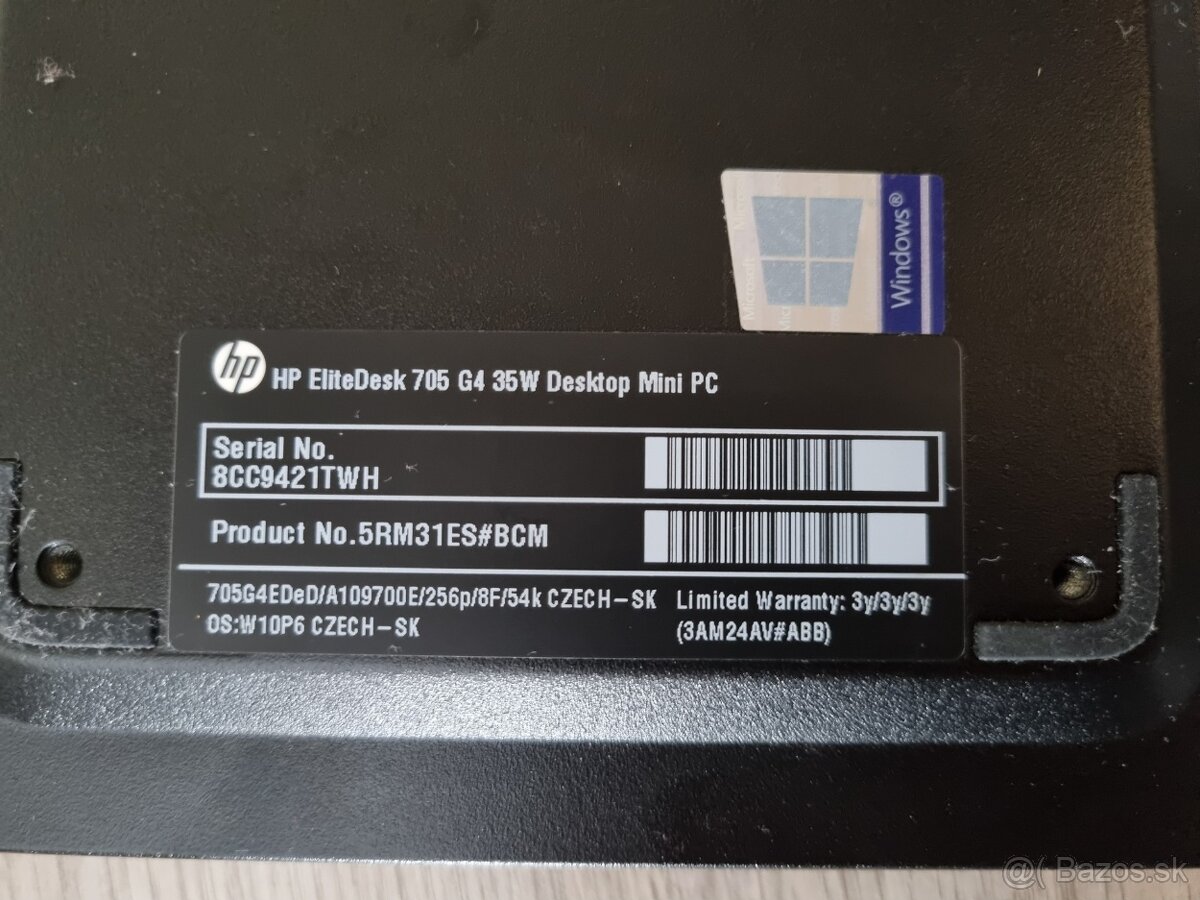 Windows®
Microsoft
hp
HP EliteDesk 705 G4 35W Desktop Mini PC
Serial No.
8CC9421TWH
Product No.5RM31ES#BCM
705G4EDeD/A109700E/256p/8F/54k CZECH-SK
OS:W10P6 CZECH-SK
Limited Warranty: 3y/3y/3y
(3AM24AV#ABB)
@( Bazos.sk